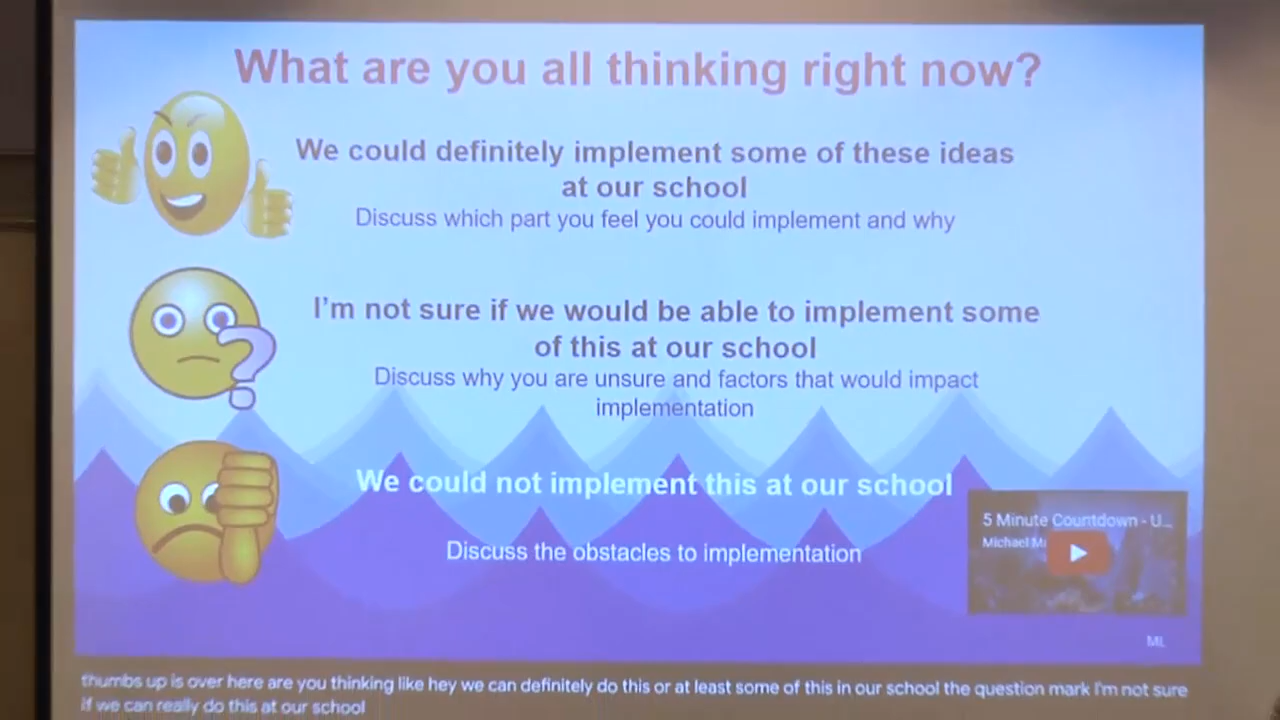 What are you all thinking right now?
We could definitely implement some of these ideas
at our school
Discuss which part you feel you could implement and why
I'm not sure if we would be able to implement some
of this at our school
Discuss why you are unsure and factors that would impact
implementation
We could not implement this at our school
Discuss the obstacles to implementation
5 Minute Countdown - U...
Michael
ML
thumbs up is over here are you thinking like hey we can definitely do this or at least some of this in our school the question mark I'm not sure
if we can really do this at our school